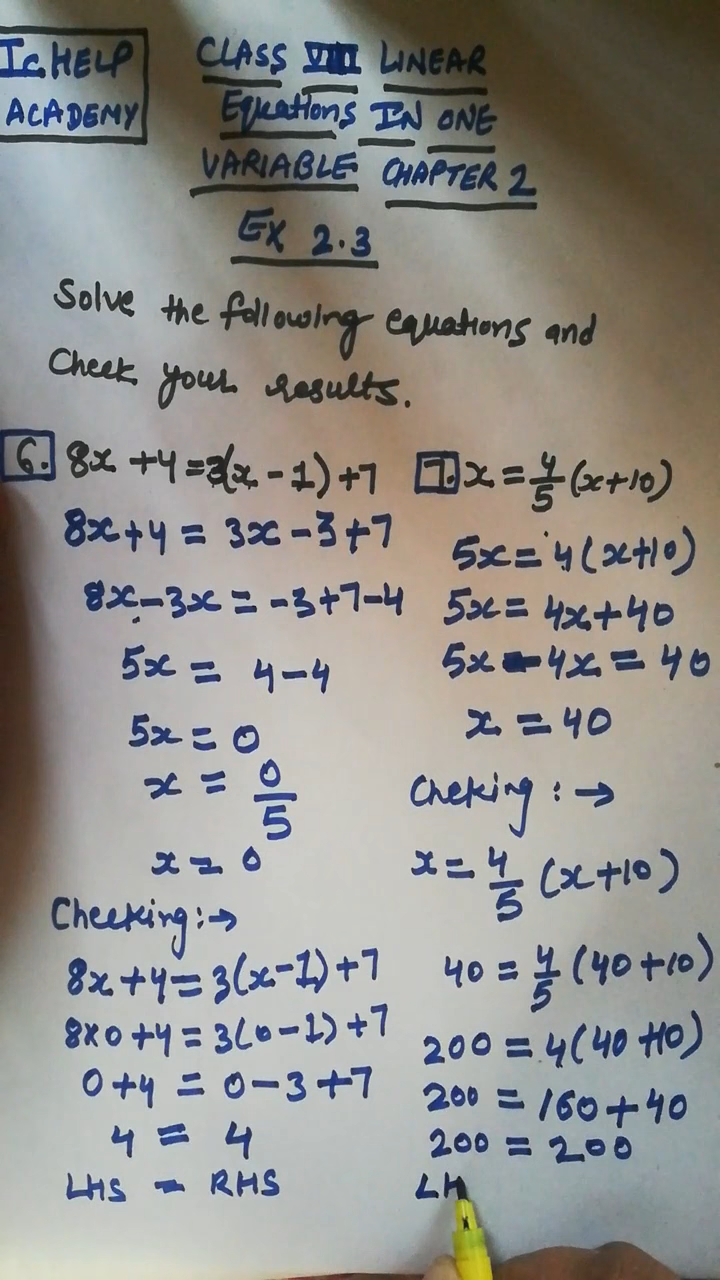 Ic HELP
ACADEMY
CLASS VIII LINEAR
Equations IN ONE
VARIABLE CHAPTER 2
EX 2.3
Solve the following equations and
Check your results.
6. 8x + 4 = 3(x - 1) + 7
8x + 4 = 3x - 3 + 7
8x - 3x = -3 + 7 - 4
5x = 4 - 4
5x = 0
x = 0/5
x = 0
Checking :→
8x + 4 = 3(x - 1) + 7
8x0 + 4 = 3(0 - 1) + 7
0 + 4 = 0 - 3 + 7
4 = 4
LHS = RHS
7. x = 4/5 (x + 10)
5x = 4(x + 10)
5x = 4x + 40
5x - 4x = 40
x = 40
Cheking :→
x = 4/5 (x + 10)
40 = 4/5 (40 + 10)
200 = 4(40 + 10)
200 = 160 + 40
200 = 200
LH